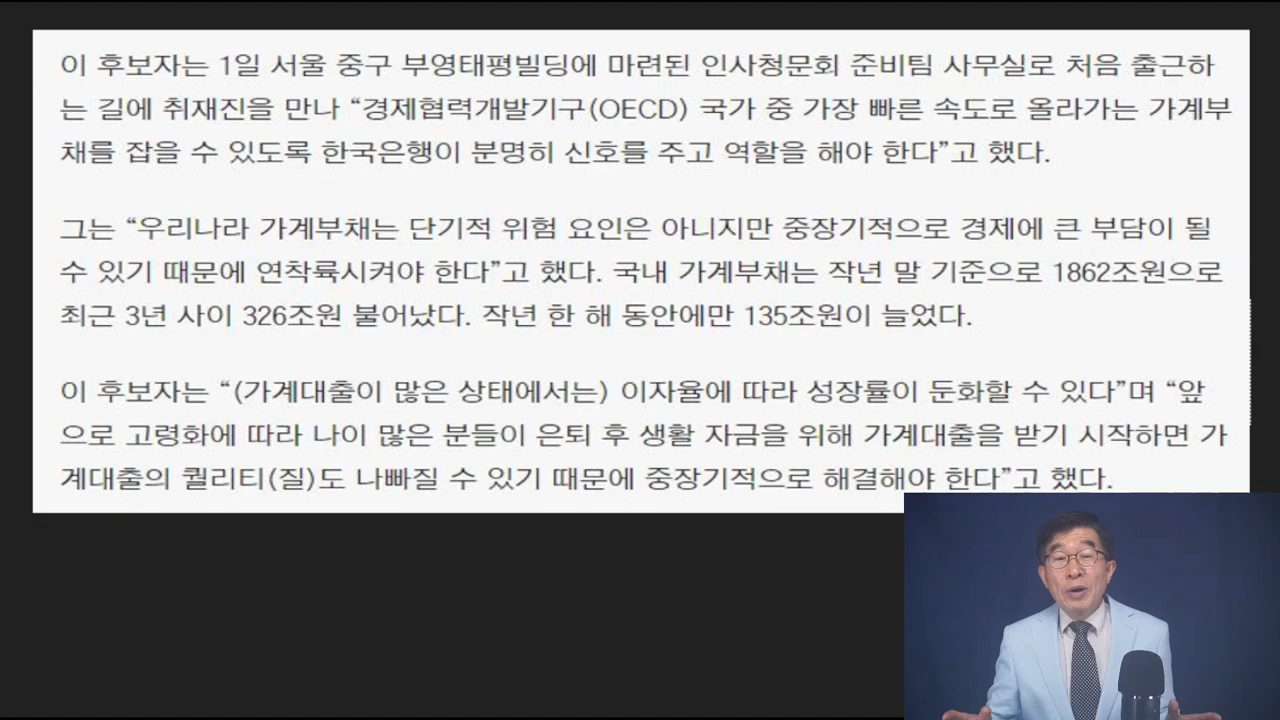 이 후보자는 1일 서울 중구 부영태평빌딩에 마련된 인사청문회 준비팀 사무실로 처음 출근하
는 길에 취재진을 만나 “경제협력개발기구(OECD) 국가 중 가장 빠른 속도로 올라가는 가계부
채를 잡을 수 있도록 한국은행이 분명히 신호를 주고 역할을 해야 한다”고 했다.
그는 “우리나라 가계부채는 단기적 위험 요인은 아니지만 중장기적으로 경제에 큰 부담이 될
수 있기 때문에 연착륙시켜야 한다”고 했다. 국내 가계부채는 작년 말 기준으로 1862조원으로
최근 3년 사이 326조원 불어났다. 작년 한 해 동안에만 135조원이 늘었다.
이 후보자는 “(가계대출이 많은 상태에서는) 이자율에 따라 성장률이 둔화할 수 있다”며 “앞
으로 고령화에 따라 나이 많은 분들이 은퇴 후 생활 자금을 위해 가계대출을 받기 시작하면 가
계대출의 퀄리티(질)도 나빠질 수 있기 때문에 중장기적으로 해결해야 한다”고 했다.